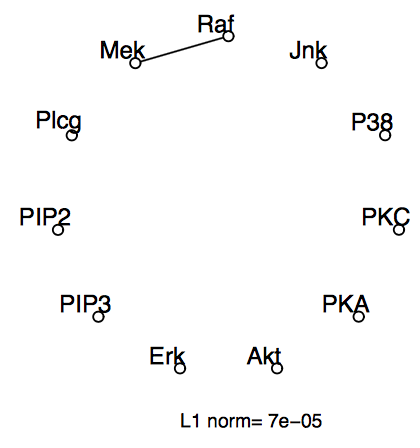 Raf
Mek
Jnk
Plcg
P38
PIP2
PKC
PIP3
PKA
Erk
Akt
L1 norm= 7e−05